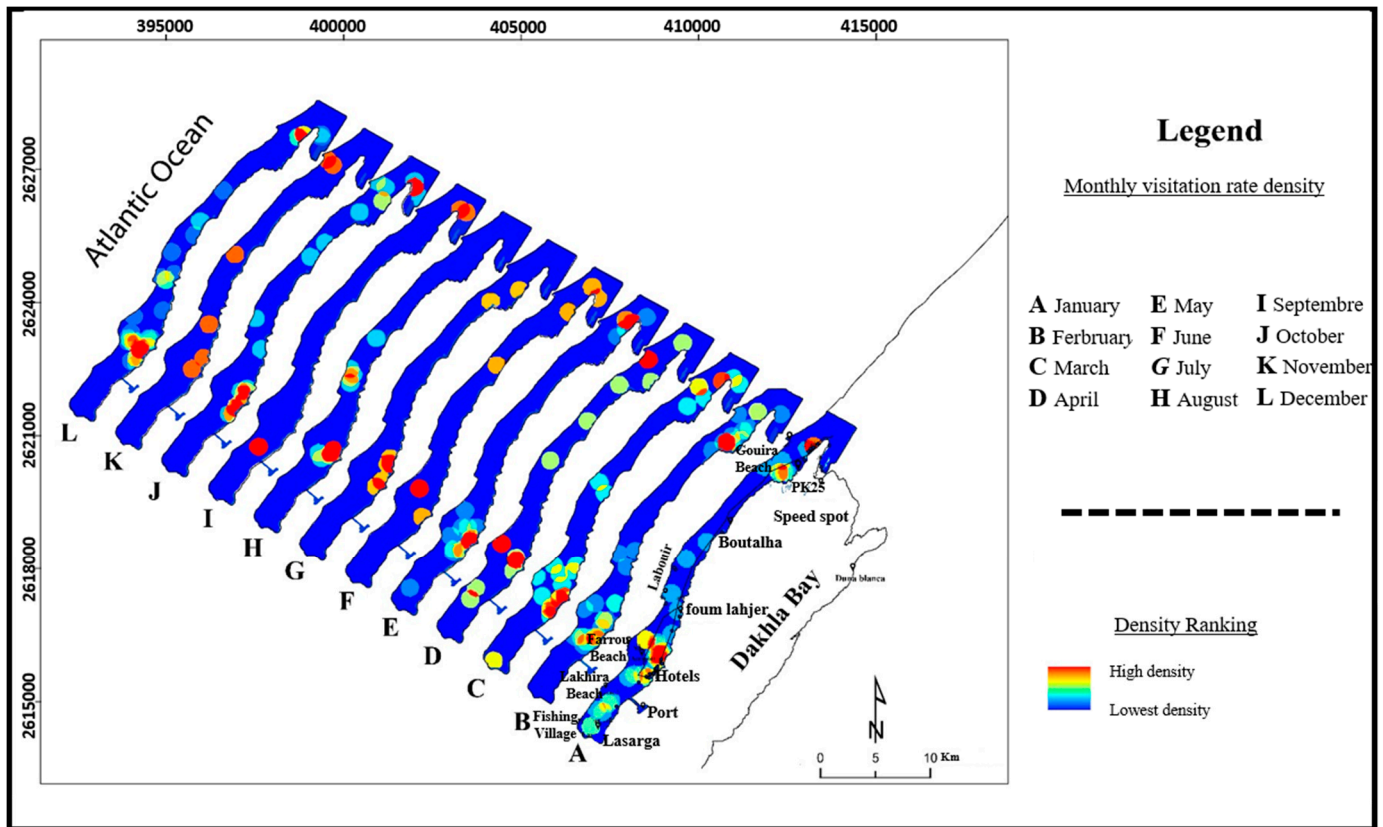 395000
400000
405000
410000
415000
2627000
2624000
2621000
2618000
2615000
Atlantic Ocean
L
K
J
I
H
G
F
E
D
C
B
A
Gouira
Beach
PK25
Speed spot
Boutalha
Labouir
Duna blanca
foum lahjer
Dakhla Bay
Farrou
Beach
Hotels
Lakhira
Beach
Port
Fishing
Village
Lasarga
N
0 5 10 Km
Legend
Monthly visitation rate density
A January
B Ferbruary
C March
D April
E May
F June
G July
H August
I Septembre
J October
K November
L December
Density Ranking
High density
Lowest density